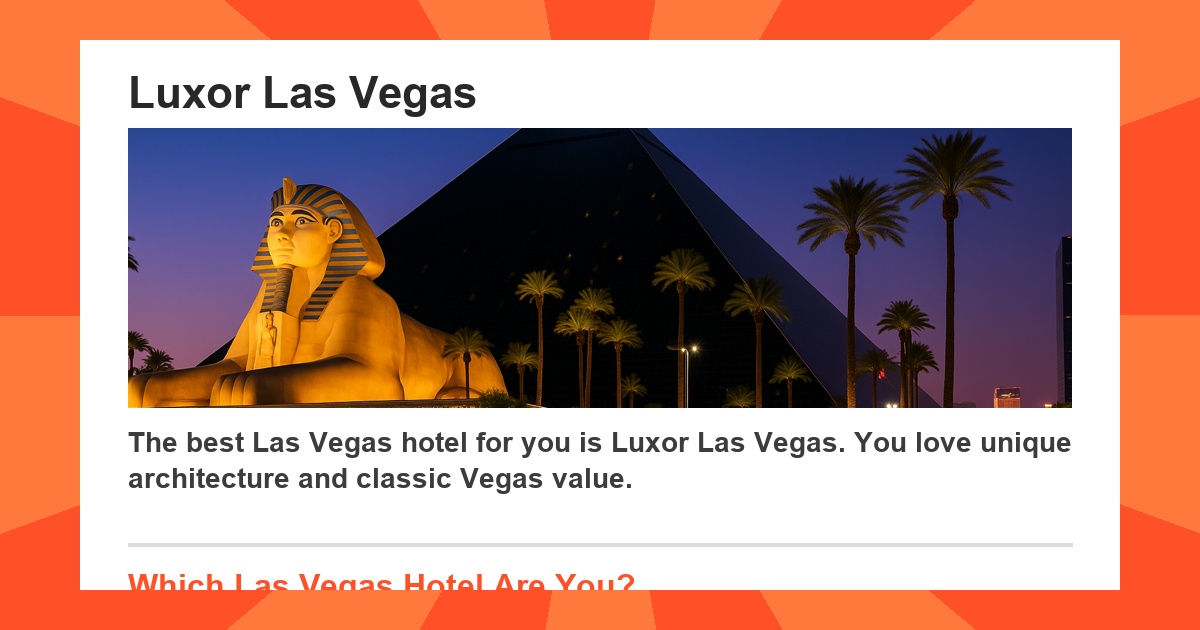 Luxor Las Vegas
The best Las Vegas hotel for you is Luxor Las Vegas. You love unique
architecture and classic Vegas value.
Which Las Vegas Hotel Are You?